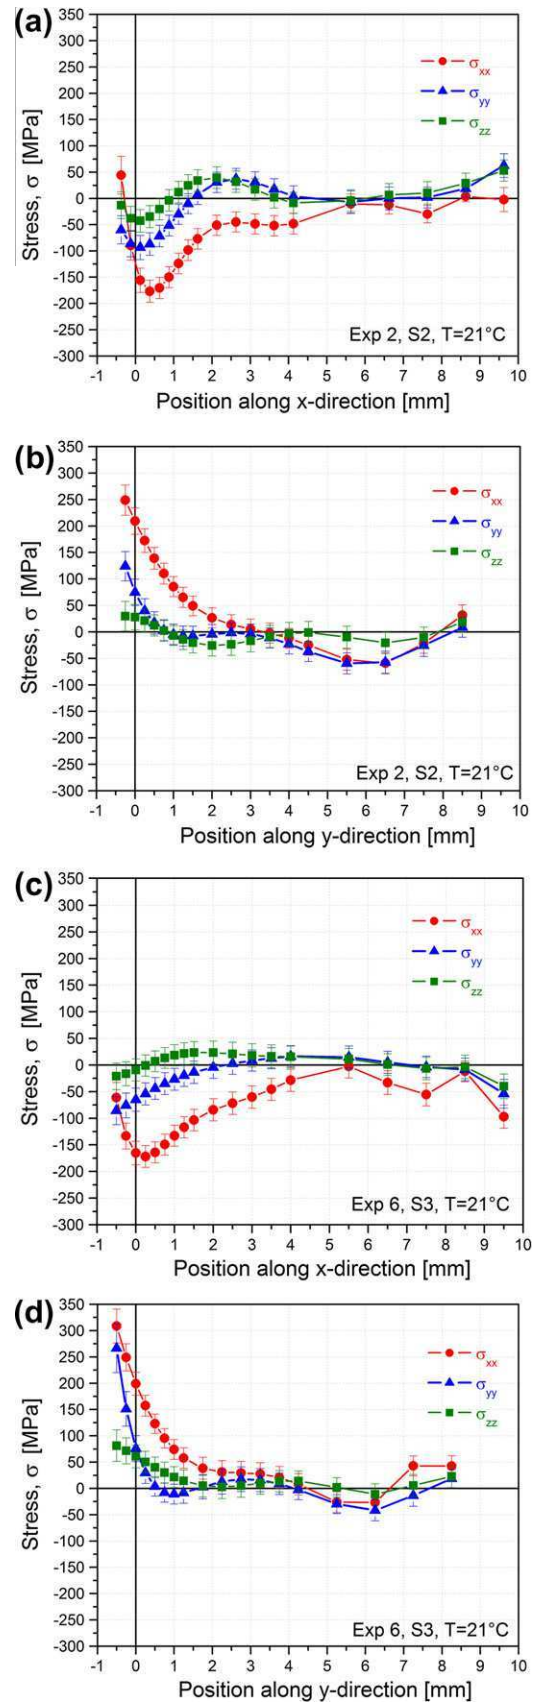 (a)
350
300
250
200
150
100
50
0
-50
-100
-150
-200
-250
-300
Stress, σ [MPa]
σxx
σyy
σzz
Exp 2, S2, T=21°C
-1 0 1 2 3 4 5 6 7 8 9 10
Position along x-direction [mm]
(b)
350
300
250
200
150
100
50
0
-50
-100
-150
-200
-250
-300
Stress, σ [MPa]
σxx
σyy
σzz
Exp 2, S2, T=21°C
-1 0 1 2 3 4 5 6 7 8 9 10
Position along y-direction [mm]
(c)
350
300
250
200
150
100
50
0
-50
-100
-150
-200
-250
-300
Stress, σ [MPa]
σxx
σyy
σzz
Exp 6, S3, T=21°C
-1 0 1 2 3 4 5 6 7 8 9 10
Position along x-direction [mm]
(d)
350
300
250
200
150
100
50
0
-50
-100
-150
-200
-250
-300
Stress, σ [MPa]
σxx
σyy
σzz
Exp 6, S3, T=21°C
-1 0 1 2 3 4 5 6 7 8 9 10
Position along y-direction [mm]